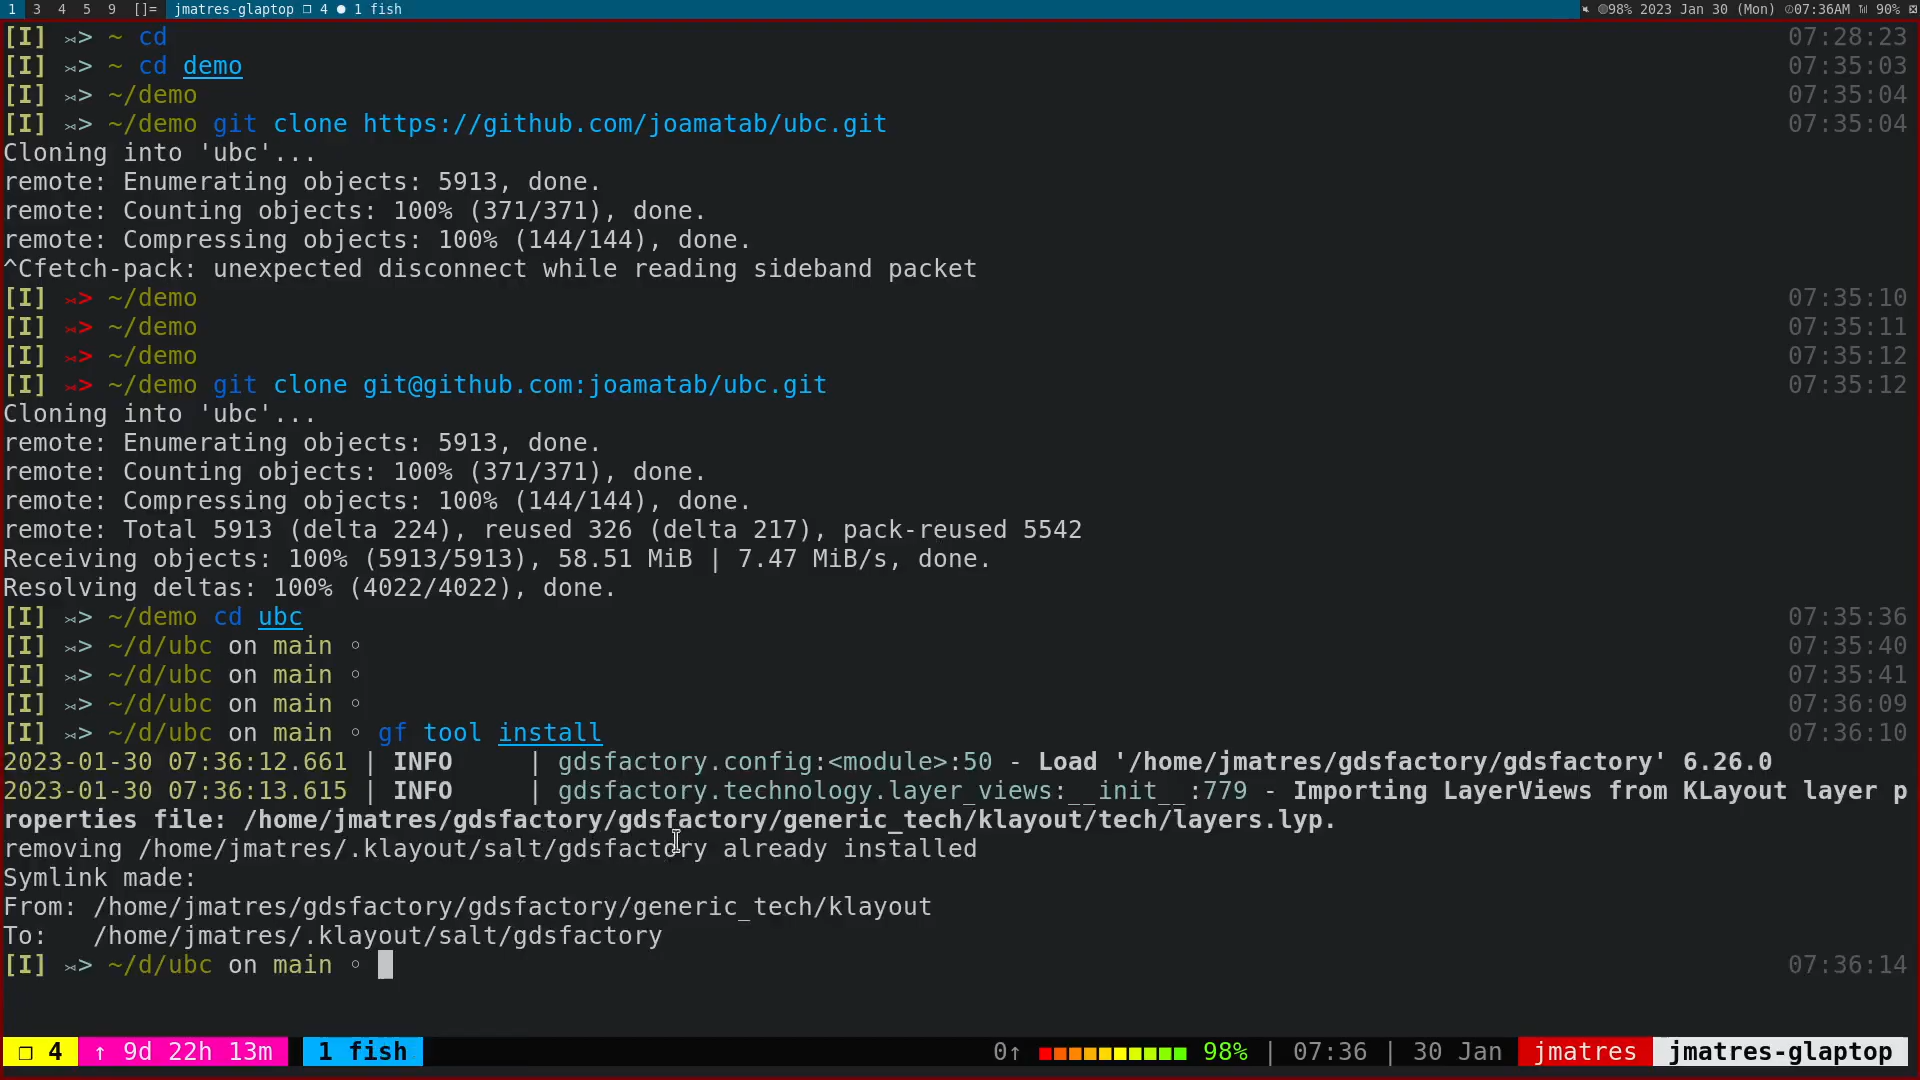 1 3 4 5 9 []= jmatres-glaptop ❐ 4 ● 1 fish 98% 2023 Jan 30 (Mon) 07:36AM 90%
[I] ⋊> ~ cd 07:28:23
[I] ⋊> ~ cd demo 07:35:03
[I] ⋊> ~/demo 07:35:04
[I] ⋊> ~/demo git clone https://github.com/joamatab/ubc.git 07:35:04
Cloning into 'ubc'...
remote: Enumerating objects: 5913, done.
remote: Counting objects: 100% (371/371), done.
remote: Compressing objects: 100% (144/144), done.
^Cfetch-pack: unexpected disconnect while reading sideband packet
[I] ⋊> ~/demo 07:35:10
[I] ⋊> ~/demo 07:35:11
[I] ⋊> ~/demo 07:35:12
[I] ⋊> ~/demo git clone git@github.com:joamatab/ubc.git 07:35:12
Cloning into 'ubc'...
remote: Enumerating objects: 5913, done.
remote: Counting objects: 100% (371/371), done.
remote: Compressing objects: 100% (144/144), done.
remote: Total 5913 (delta 224), reused 326 (delta 217), pack-reused 5542
Receiving objects: 100% (5913/5913), 58.51 MiB | 7.47 MiB/s, done.
Resolving deltas: 100% (4022/4022), done.
[I] ⋊> ~/demo cd ubc 07:35:36
[I] ⋊> ~/d/ubc on main ◦ 07:35:40
[I] ⋊> ~/d/ubc on main ◦ 07:35:41
[I] ⋊> ~/d/ubc on main ◦ 07:36:09
[I] ⋊> ~/d/ubc on main ◦ gf tool install 07:36:10
2023-01-30 07:36:12.661 | INFO | gdsfactory.config:<module>:50 - Load '/home/jmatres/gdsfactory/gdsfactory' 6.26.0
2023-01-30 07:36:13.615 | INFO | gdsfactory.technology.layer_views:__init__:779 - Importing LayerViews from KLayout layer p
roperties file: /home/jmatres/gdsfactory/gdsfactory/generic_tech/klayout/tech/layers.lyp.
removing /home/jmatres/.klayout/salt/gdsfactory already installed
Symlink made:
From: /home/jmatres/gdsfactory/gdsfactory/generic_tech/klayout
To: /home/jmatres/.klayout/salt/gdsfactory
[I] ⋊> ~/d/ubc on main ◦ 07:36:14
❐ 4 ↑ 9d 22h 13m 1 fish 0↑ 98% | 07:36 | 30 Jan jmatres jmatres-glaptop